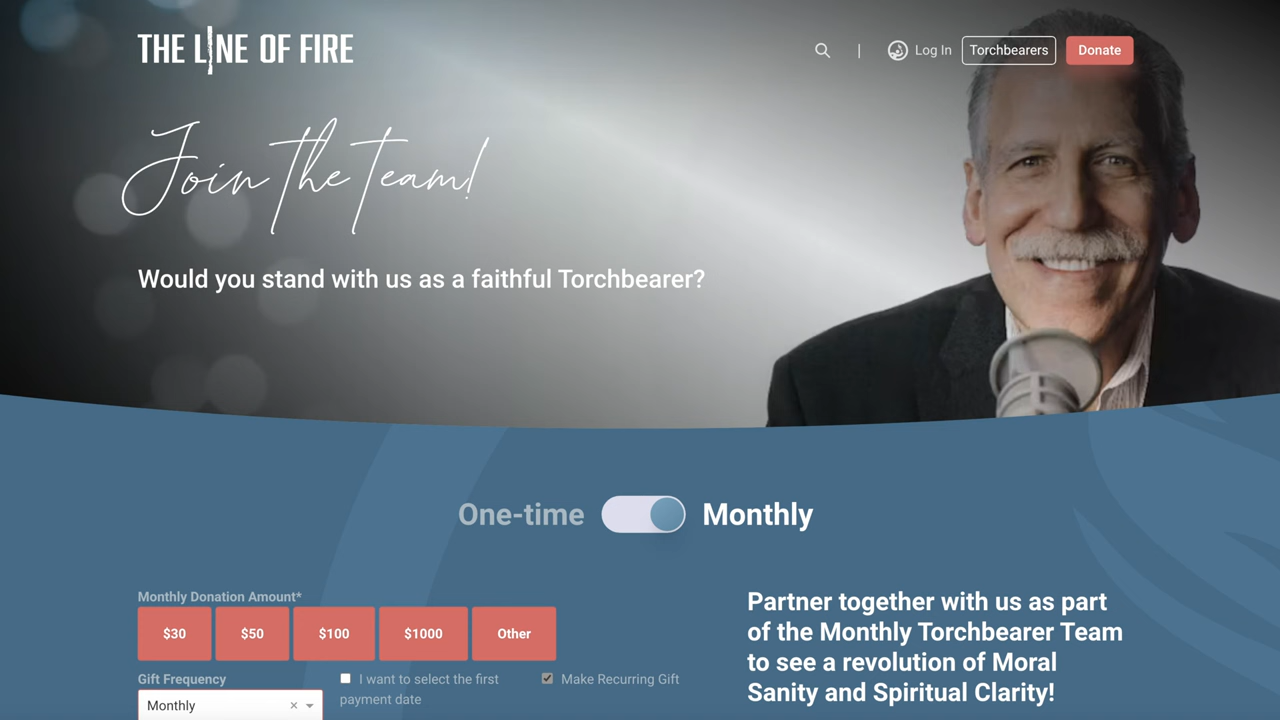 THE LINE OF FIRE
Log In
Torchbearers
Donate
Join the team!
Would you stand with us as a faithful Torchbearer?
One-time
Monthly
Monthly Donation Amount*
$30
$50
$100
$1000
Other
Gift Frequency
Monthly
I want to select the first
payment date
Make Recurring Gift
Partner together with us as part
of the Monthly Torchbearer Team
to see a revolution of Moral
Sanity and Spiritual Clarity!